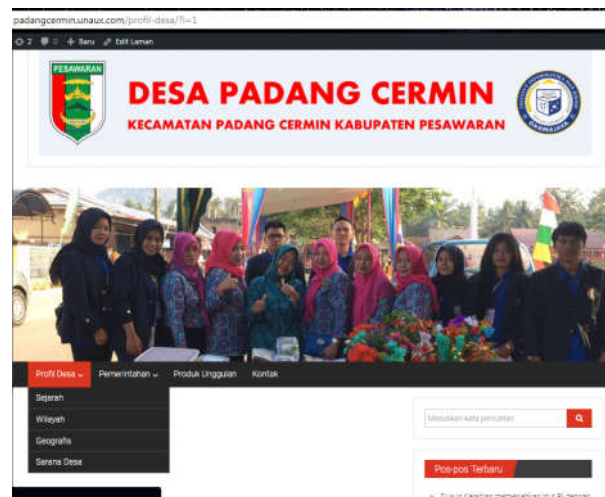 padangcermin.unaux.com/profil-desa/?i=1
2 0 + Baru Edit Laman
PESAWARAN
DESA PADANG CERMIN
KECAMATAN PADANG CERMIN KABUPATEN PESAWARAN
DARMAJAYA
Profil Desa Pemerintahan Produk Unggulan Kontak
Sejarah
Wilayah
Geografis
Sarana Desa
Masukkan kata pencarian
Pos-pos Terbaru